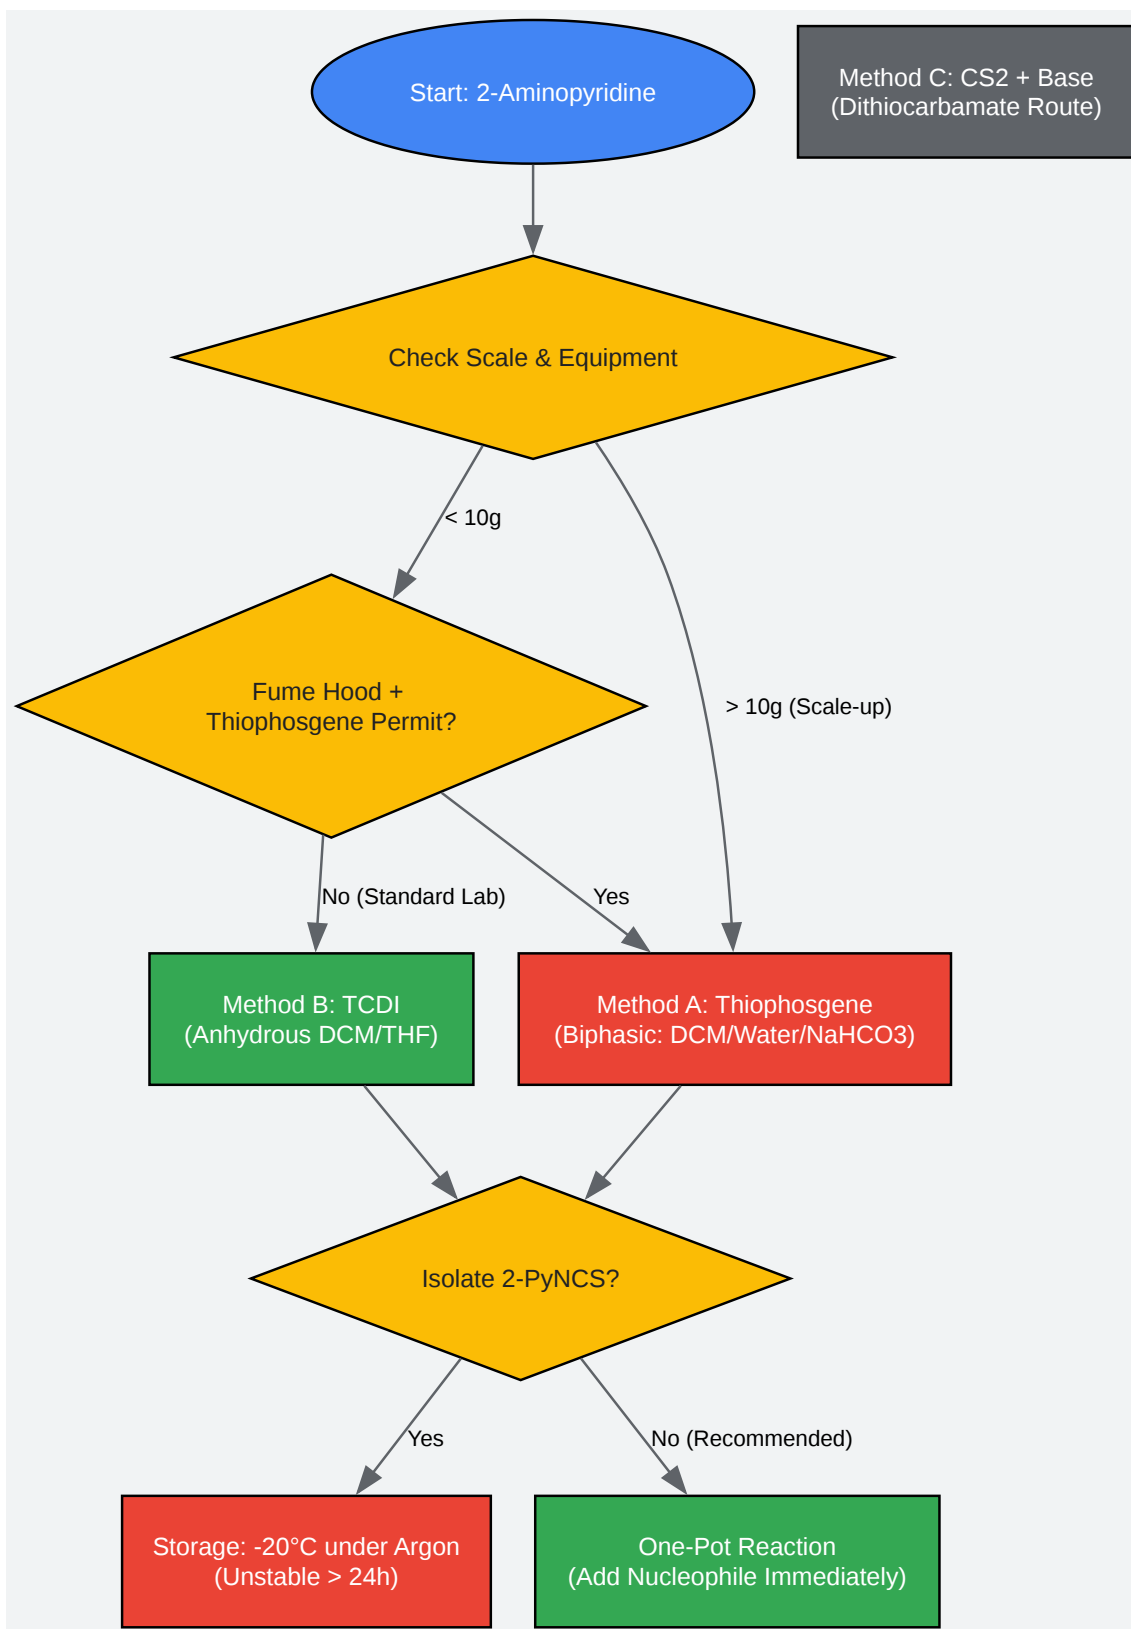 Start: 2-Aminopyridine
Method C: CS2 + Base
(Dithiocarbamate Route)
Check Scale & Equipment
< 10g
Fume Hood +
Thiophosgene Permit?
> 10g (Scale-up)
No (Standard Lab)
Yes
Method B: TCDI
(Anhydrous DCM/THF)
Method A: Thiophosgene
(Biphasic: DCM/Water/NaHCO3)
Isolate 2-PyNCS?
Yes
No (Recommended)
Storage: -20°C under Argon
(Unstable > 24h)
One-Pot Reaction
(Add Nucleophile Immediately)